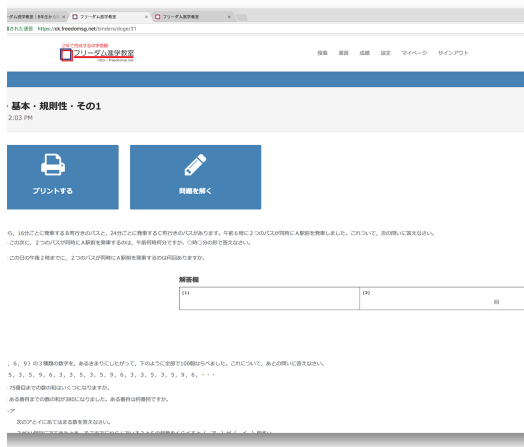 フリーダム進学教室
フリーダム進学教室
https://ck.freedomsg.net/kinders/doge/31
2年で完成する中学受験
フリーダム進学教室
授業 演習 成績 設定 マイページ サインアウト
・基本・規則性・その1
2:03 PM
プリントする
問題を解く
ら、16分ごとに発車するB町行きのバスと、24分ごとに発車するC町行きのバスがあります。午前6時に2つのバスが同時にA駅前を発車しました。これついて、次の問いに答えなさい。
この次に、2つのバスが同時にA駅前を発車するのは、午前何時何分ですか。○時○分の形で答えなさい。
この日の午後2時までに、2つのバスが同時にA駅前を発車するのは何回ありますか。
解答欄
(1) (2)
回
, 6, 9) の3種類の数字を、あるきまりにしたがって、下のように全部で100個ならべました。これについて、あとの問いに答えなさい。
5, 3, 5, 9, 6, 3, 3, 5, 3, 5, 9, 6, 3, 3, 5, 3, 5, 9, 6, ・・・
75番目までの数の和はいくつになりますか。
ある番目までの数の和が380になりました。ある番目は何番目ですか。
ア
次のアとイにあてはまる数を答えなさい。